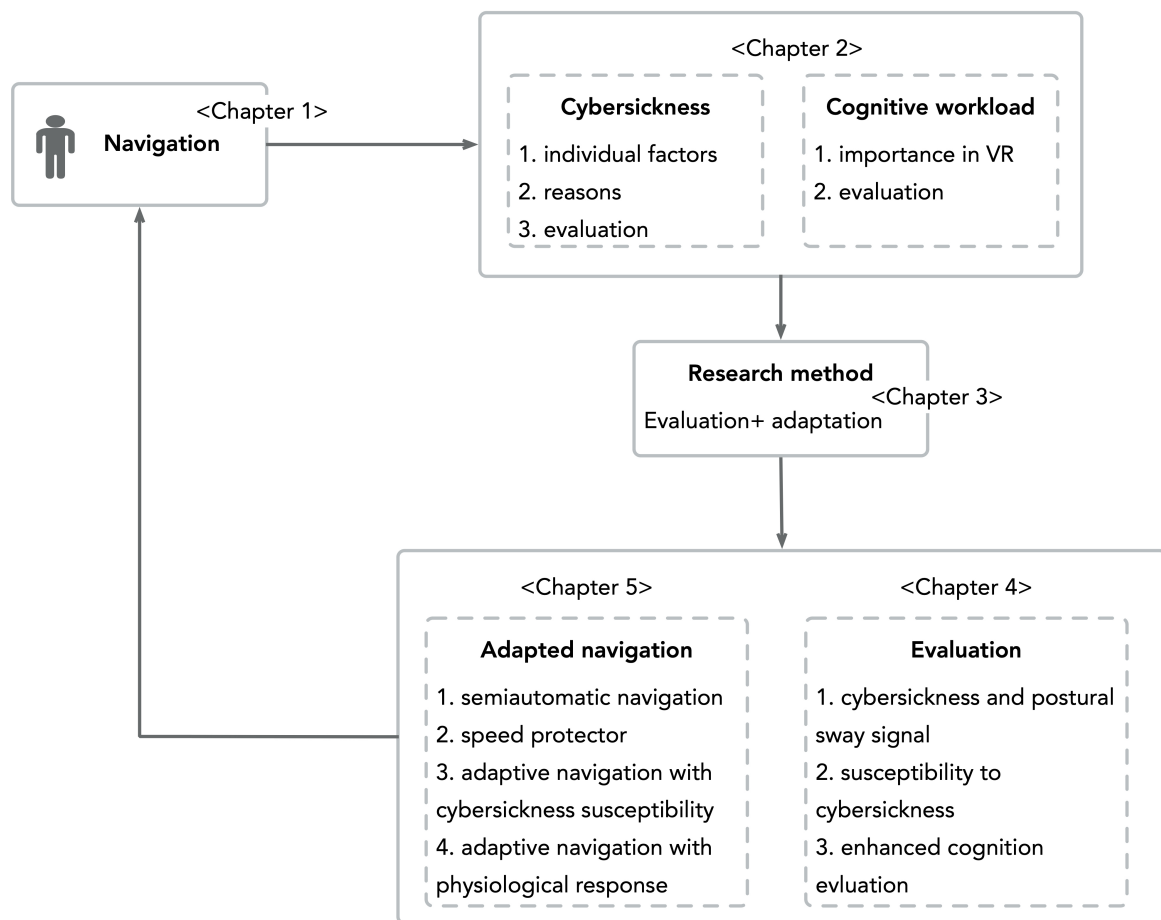 <Chapter 1>
Navigation
<Chapter 2>
Cybersickness
1. individual factors
2. reasons
3. evaluation
Cognitive workload
1. importance in VR
2. evaluation
Research method
<Chapter 3>
Evaluation+ adaptation
<Chapter 5>
Adapted navigation
1. semiautomatic navigation
2. speed protector
3. adaptive navigation with
cybersickness susceptibility
4. adaptive navigation with
physiological response
<Chapter 4>
Evaluation
1. cybersickness and postural
sway signal
2. susceptibility to
cybersickness
3. enhanced cognition
evluation